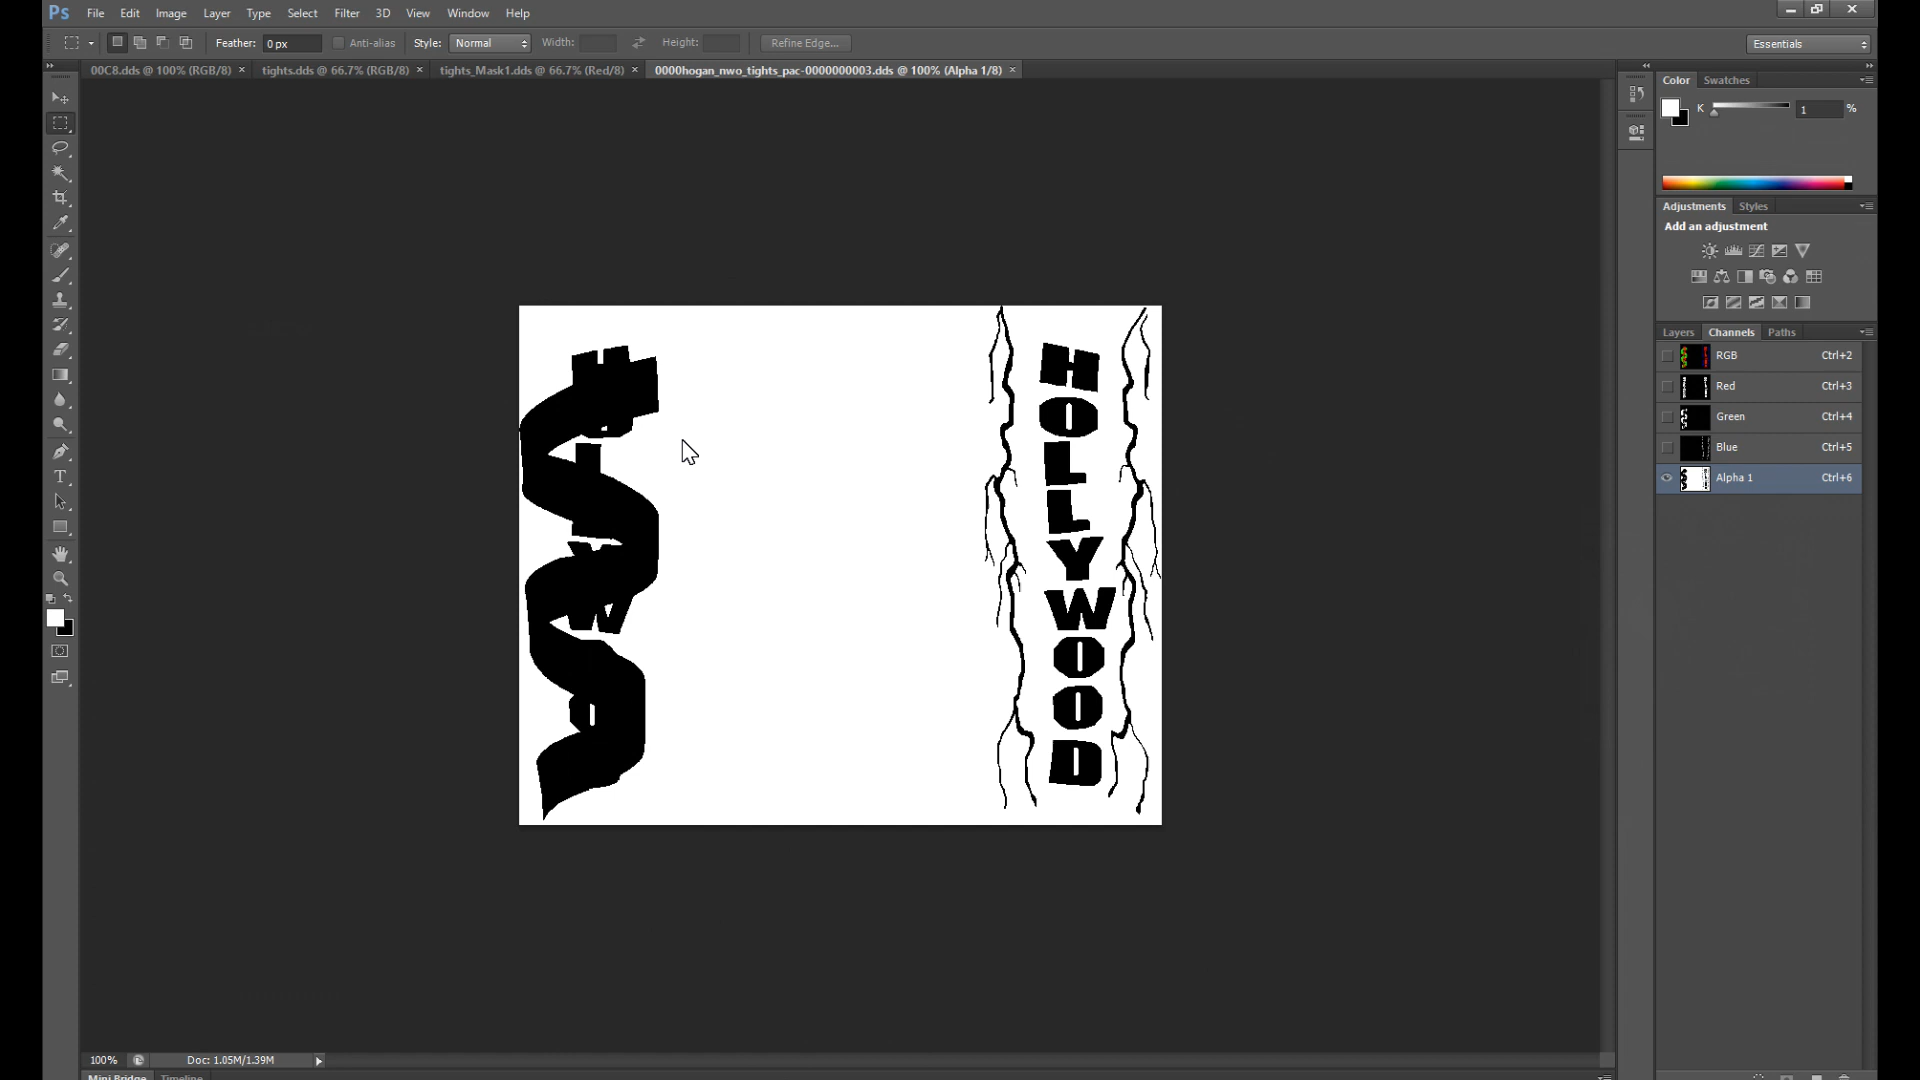 Ps File Edit Image Layer Type Select Filter 3D View Window Help
Feather: 0 px Anti-alias Style: Normal Width: Height: Refine Edge... Essentials
00C8.dds @ 100% (RGB/8) × tights.dds @ 66.7% (RGB/8) × tights_Mask1.dds @ 66.7% (Red/8) × 0000hogan_nwo_tights_pac-0000000003.dds @ 100% (Alpha 1/8) ×
Color Swatches
K 1 %
Adjustments Styles
Add an adjustment
Layers Channels Paths
RGB Ctrl+2
Red Ctrl+3
Green Ctrl+4
Blue Ctrl+5
Alpha 1 Ctrl+6
H
O
L
L
Y
W
O
O
D
100% Doc: 1.05M/1.39M
Mini Bridge Timeline